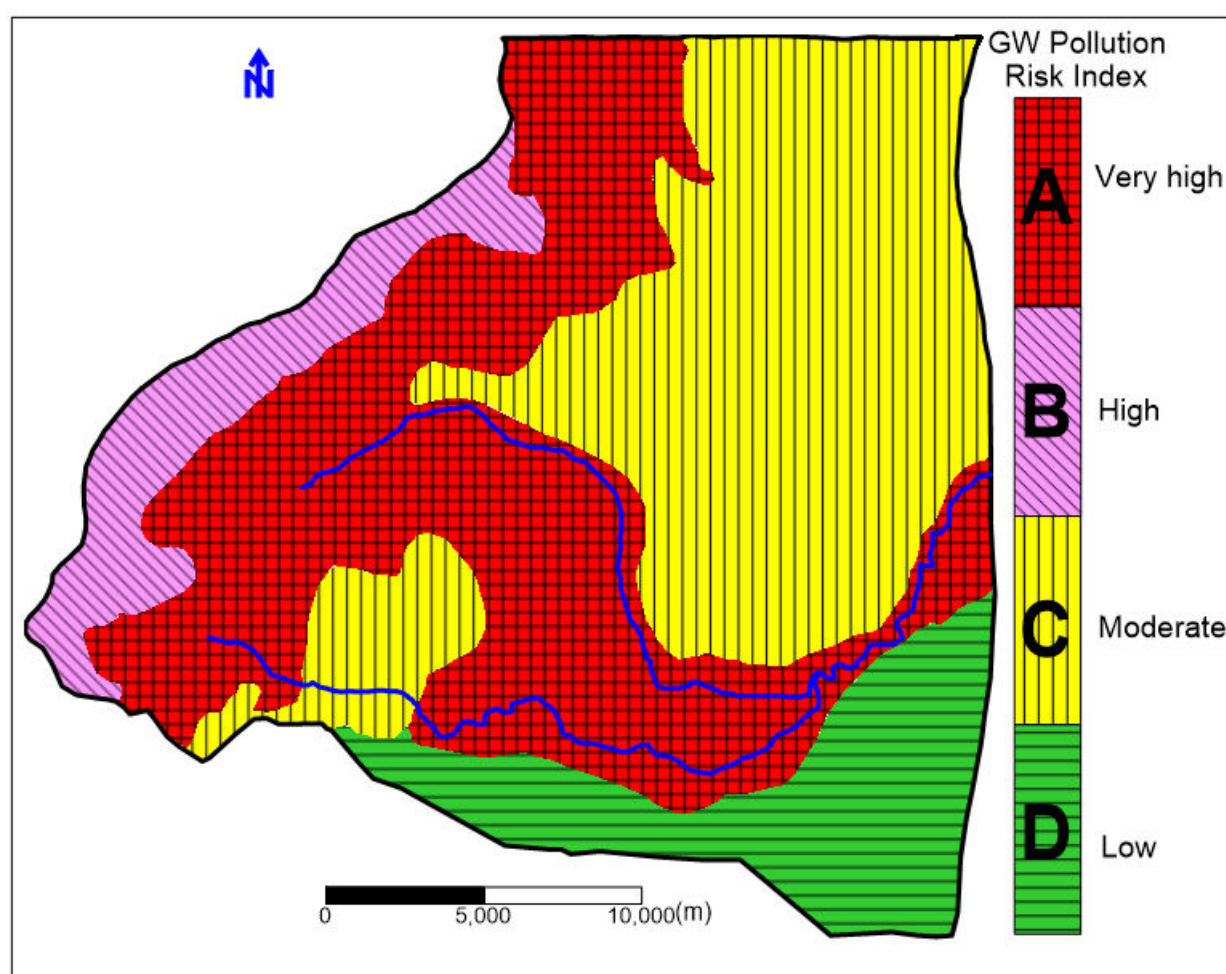 N
GW Pollution
Risk Index
A
Very high
B
High
C
Moderate
D
Low
0
5,000
10,000(m)